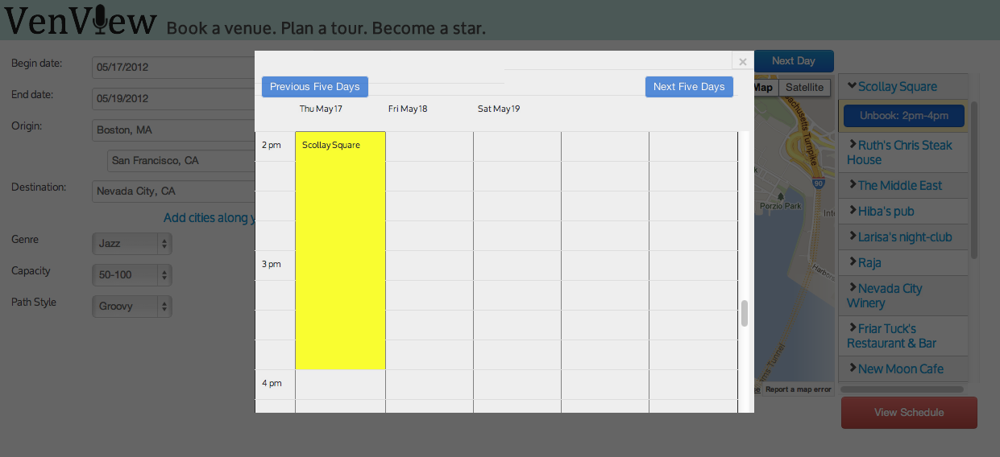 VenView Book a venue. Plan a tour. Become a star.
Begin date: 05/17/2012
End date: 05/19/2012
Origin: Boston, MA
San Francisco, CA
Destination: Nevada City, CA
Add cities along
Genre Jazz
Capacity 50-100
Path Style Groovy
×
Previous Five Days Next Five Days
Thu May17 Fri May18 Sat May19
2 pm Scollay Square
3 pm
4 pm
Next Day
Map Satellite
Massachusetts Turnpike
90
Porzio Park
Report a map error
Scollay Square
Unbook: 2pm-4pm
Ruth's Chris Steak
House
The Middle East
Hiba's pub
Larisa's night-club
Raja
Nevada City
Winery
Friar Tuck's
Restaurant & Bar
New Moon Cafe
View Schedule